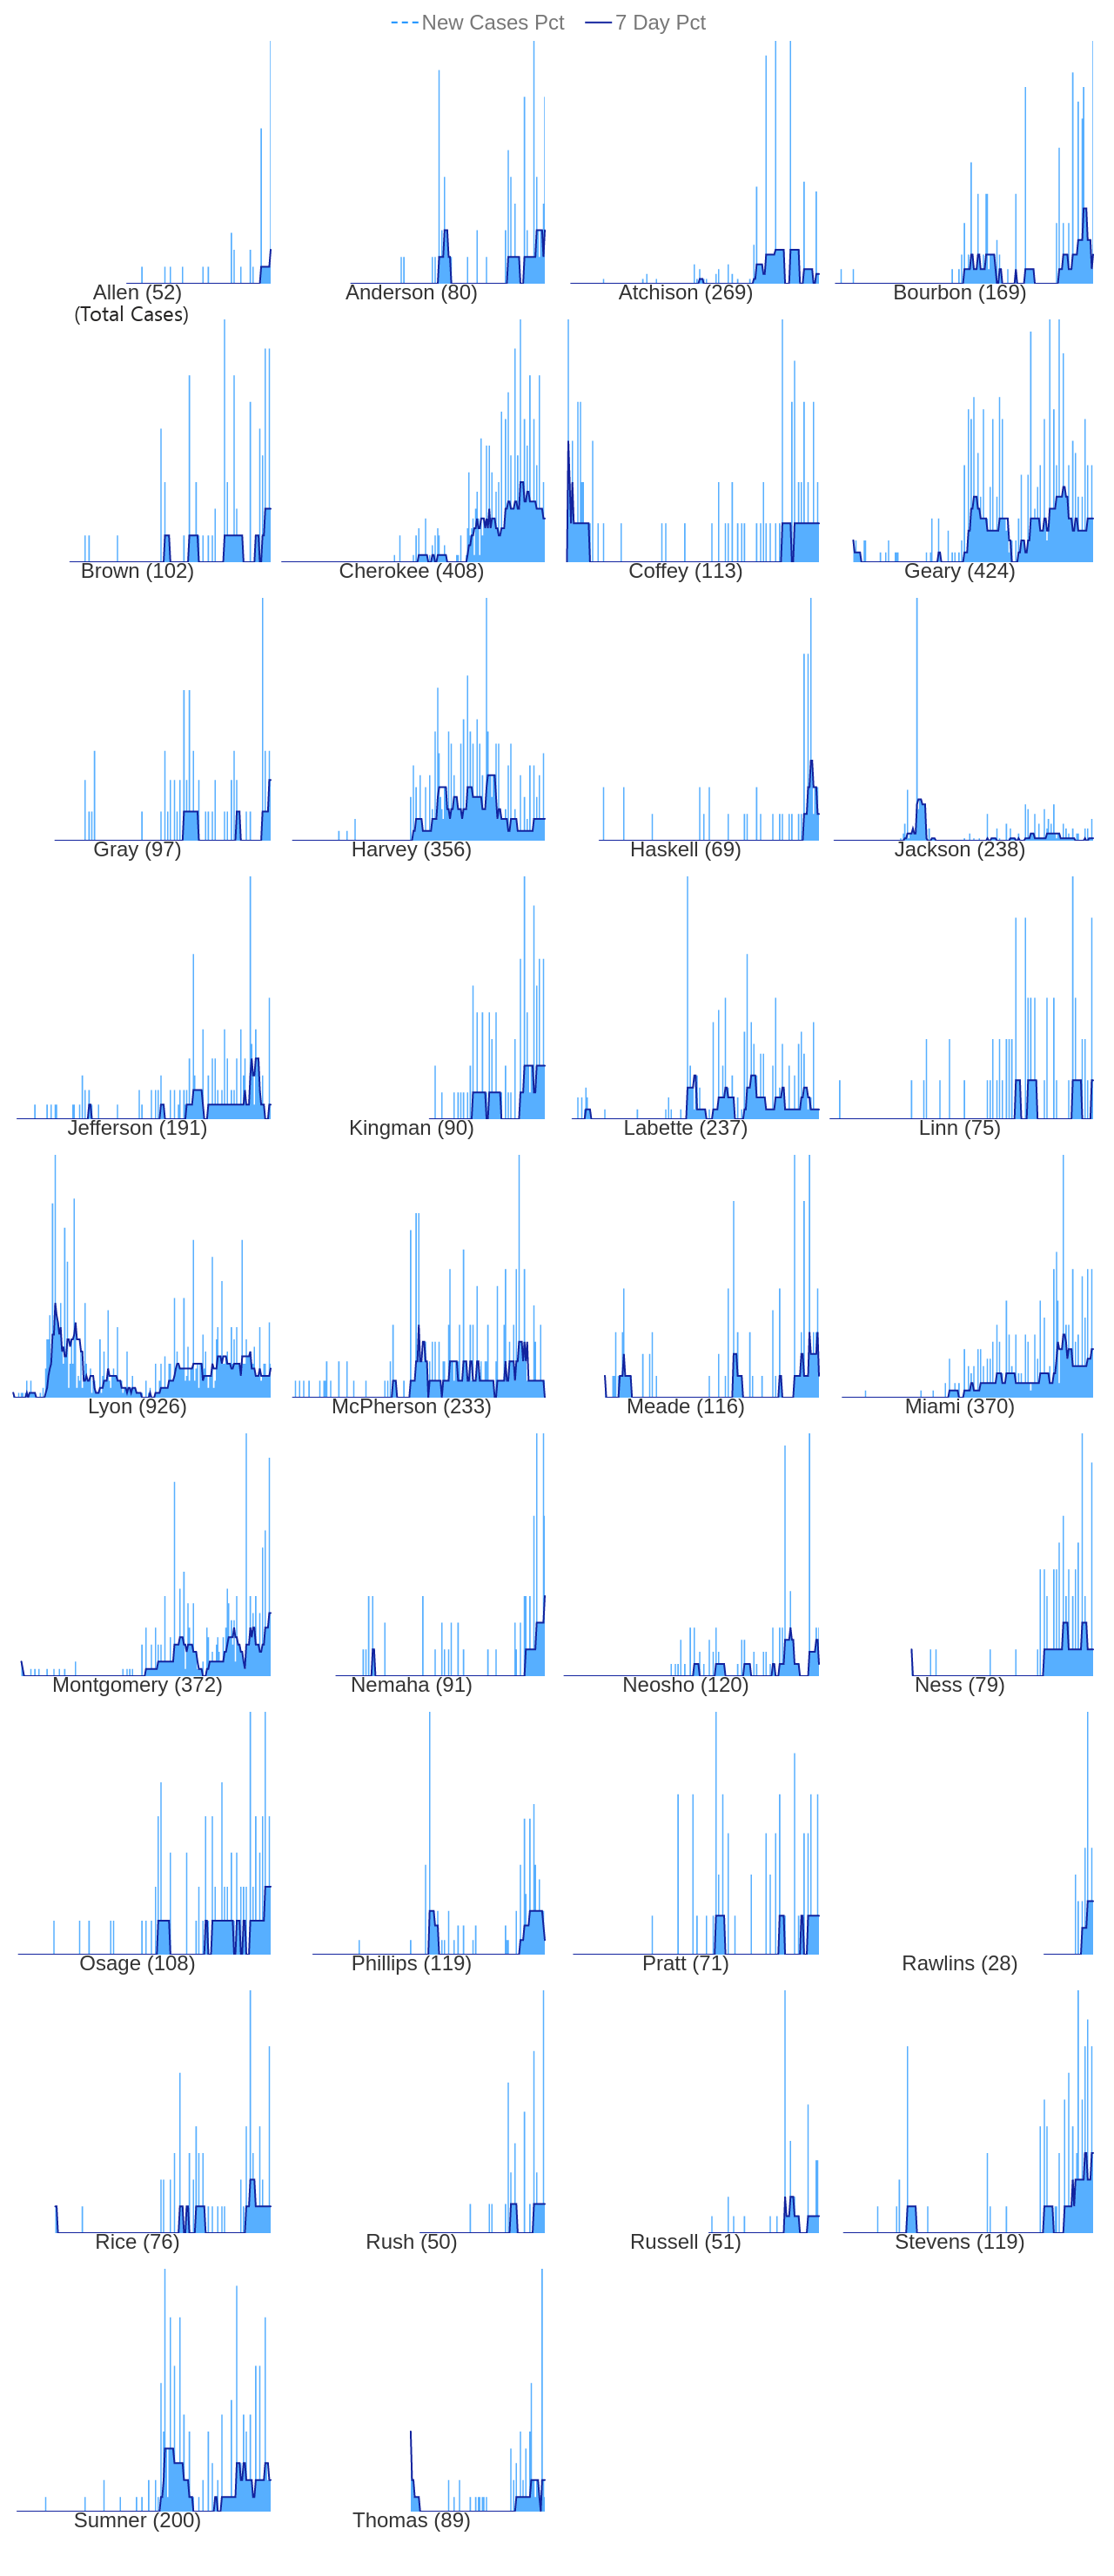 New Cases Pct 7 Day Pct
Allen (52) Anderson (80) Atchison (269) Bourbon (169)
(Total Cases)
Brown (102) Cherokee (408) Coffey (113) Geary (424)
Gray (97) Harvey (356) Haskell (69) Jackson (238)
Jefferson (191) Kingman (90) Labette (237) Linn (75)
Lyon (926) McPherson (233) Meade (116) Miami (370)
Montgomery (372) Nemaha (91) Neosho (120) Ness (79)
Osage (108) Phillips (119) Pratt (71) Rawlins (28)
Rice (76) Rush (50) Russell (51) Stevens (119)
Sumner (200) Thomas (89)